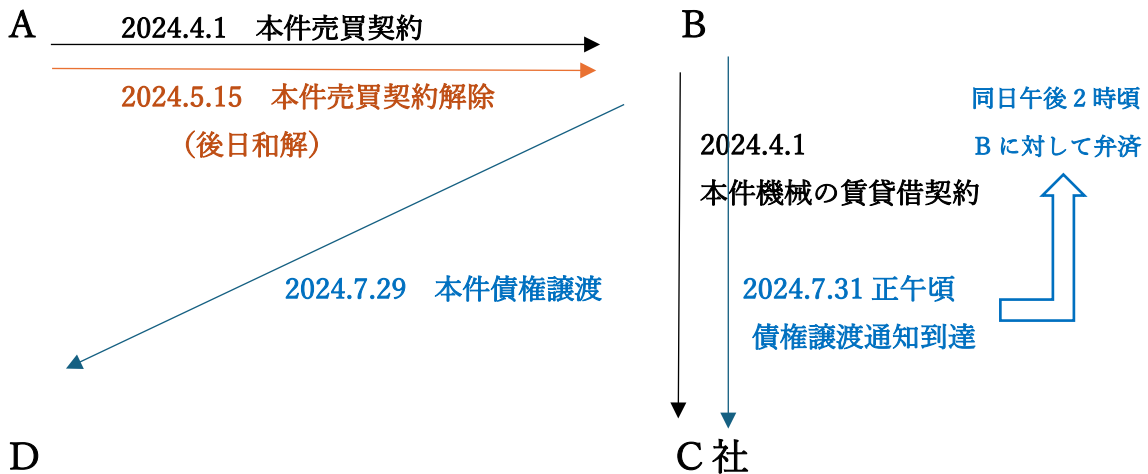 A
2024.4.1 本件売買契約
B
2024.5.15 本件売買契約解除
（後日和解）
同日午後２時頃
B に対して弁済
2024.4.1
本件機械の賃貸借契約
2024.7.29 本件債権譲渡
2024.7.31 正午頃
債権譲渡通知到達
D
C 社